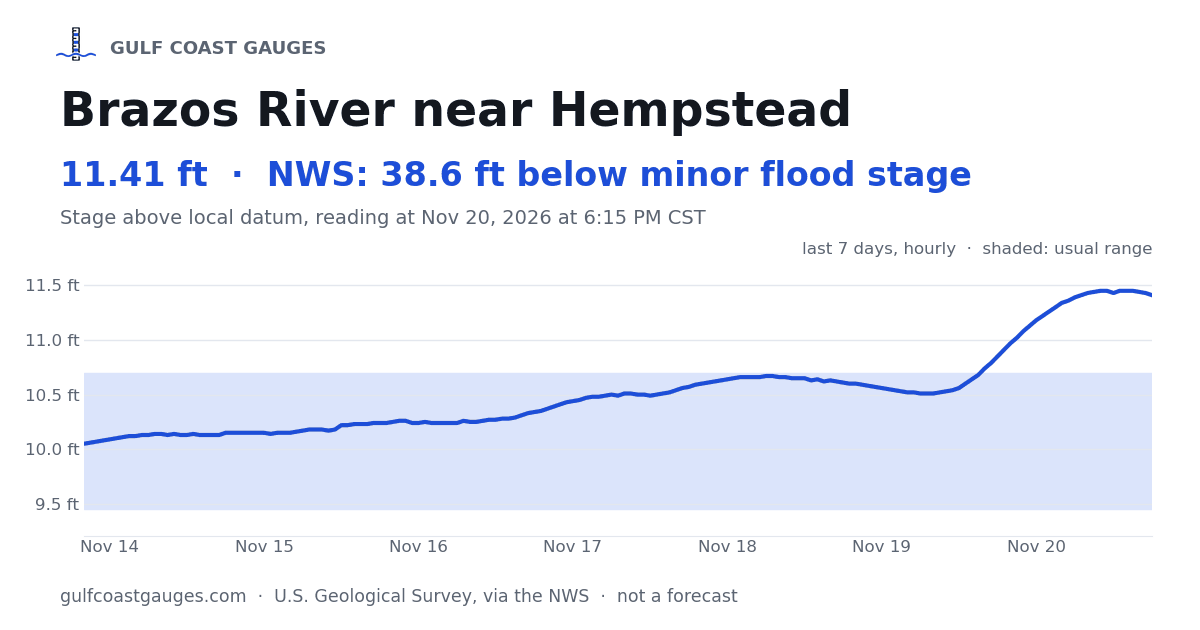 GULF COAST GAUGES
Brazos River near Hempstead
11.41 ft · NWS: 38.6 ft below minor flood stage
Stage above local datum, reading at Nov 20, 2026 at 6:15 PM CST
last 7 days, hourly · shaded: usual range
11.5 ft
11.0 ft
10.5 ft
10.0 ft
9.5 ft
Nov 14 Nov 15 Nov 16 Nov 17 Nov 18 Nov 19 Nov 20
gulfcoastgauges.com · U.S. Geological Survey, via the NWS · not a forecast